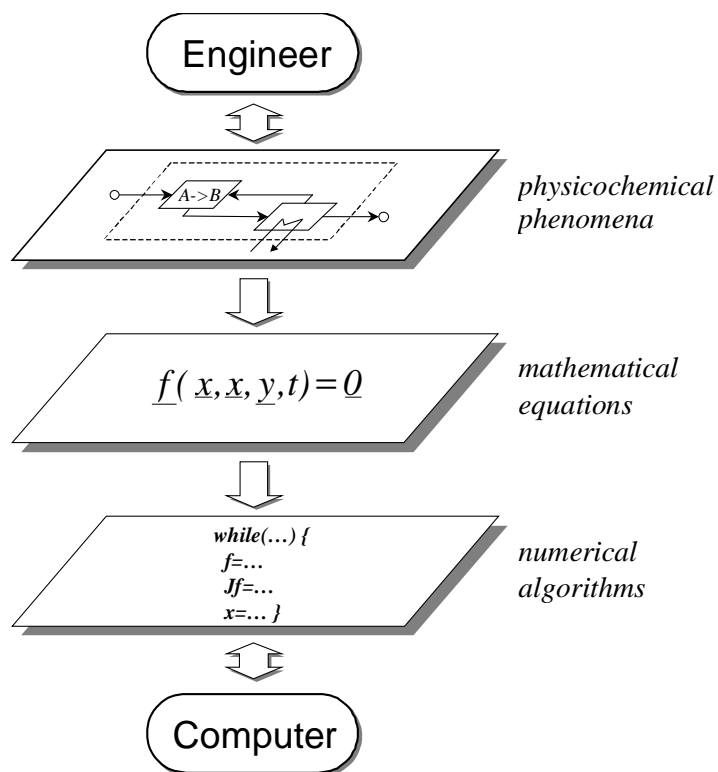 Engineer
A->B
physicochemical
phenomena
f( x,x,y,t)=0
mathematical
equations
while(…) {
f=…
Jf=…
x=… }
numerical
algorithms
Computer